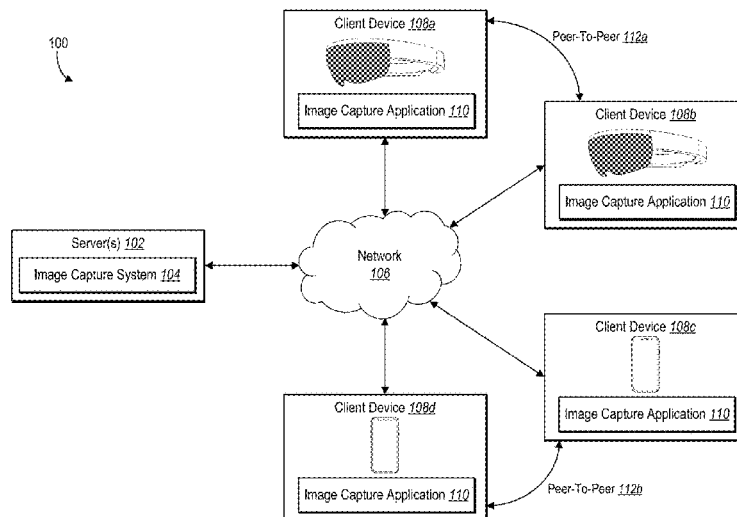 100
Client Device 108a
Image Capture Application 110
Peer-To-Peer 112a
Client Device 108b
Image Capture Application 110
Server(s) 102
Image Capture System 104
Network
106
Client Device 108c
Image Capture Application 110
Client Device 108d
Image Capture Application 110
Peer-To-Peer 112b